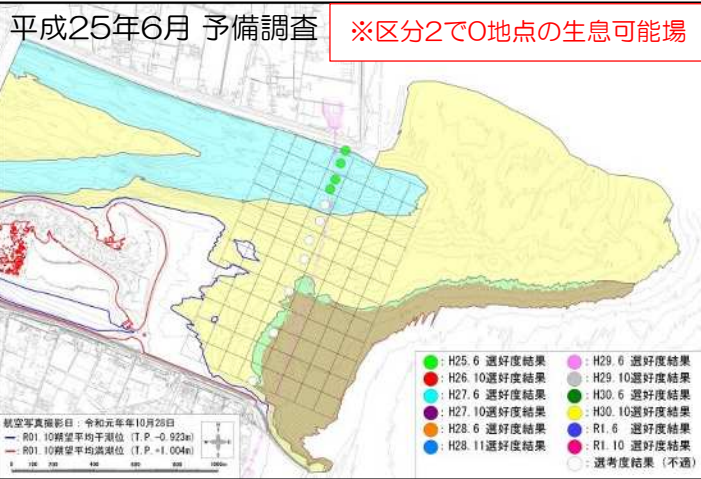 平成25年6月 予備調査
※区分2で0地点の生息可能場
: H25.6 選好度結果
: H26.10選好度結果
: H27.6 選好度結果
: H27.10選好度結果
: H28.6 選好度結果
: H28.11選好度結果
: H29.6 選好度結果
: H29.10選好度結果
: H30.6 選好度結果
: H30.10選好度結果
: R1.6 選好度結果
: R1.10 選好度結果
: 選考度結果（不適）
航空写真撮影日：令和元年年10月28日
: R01.10朔望平均干潮位 (T.P.-0.923m)
: R01.10朔望平均満潮位 (T.P.+1.004m)
0 100 200 400 600 800 1000m